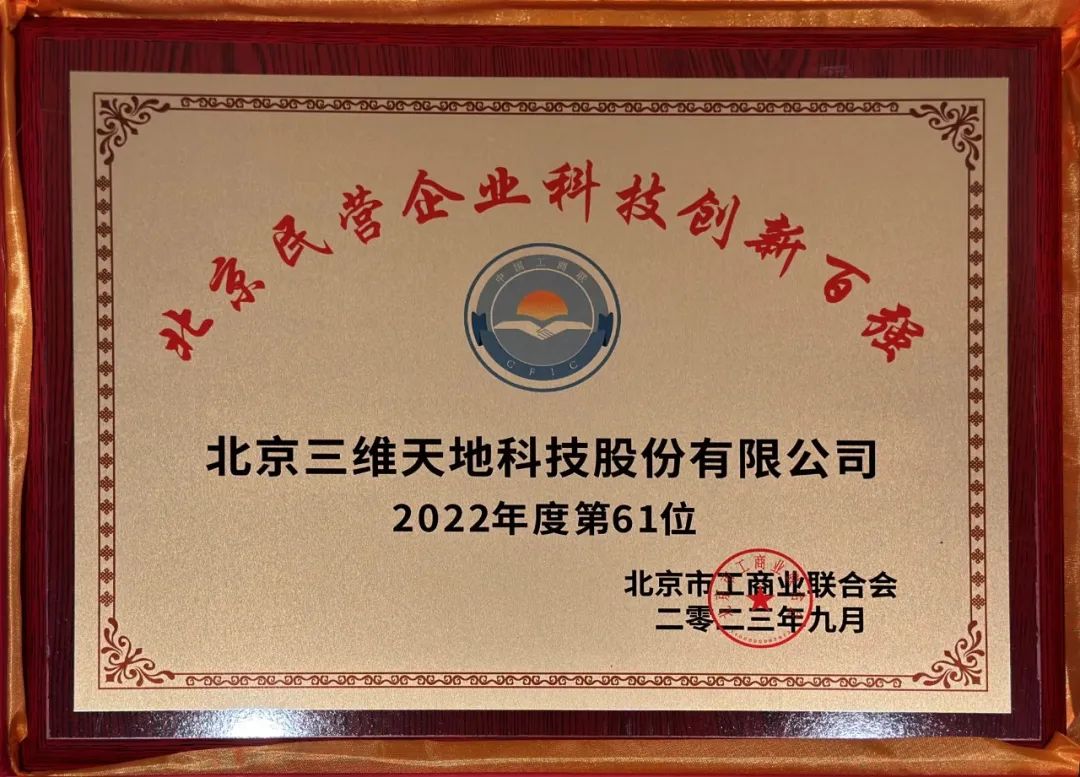 北京民营企业科技创新百强
中国工商联
CFIC
北京三维天地科技股份有限公司
2022年度第61位
北京市工商业联合会
二零二三年九月